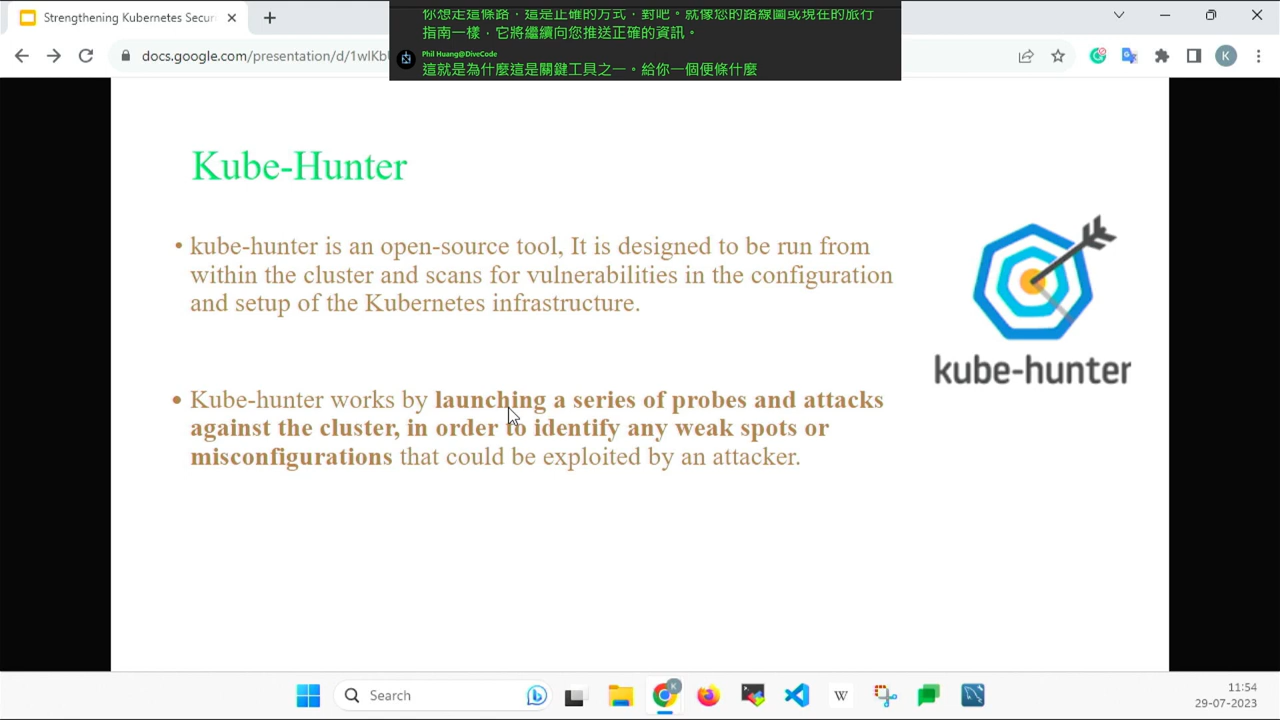 Strengthening Kubernetes Secur
docs.google.com/presentation/d/1wlKb
你想走這條路，這是正確的方式，對吧。就像您的路線圖或現在的旅行
指南一樣，它將繼續向您推送正確的資訊。
Phil Huang@DiveCode
這就是為什麼這是關鍵工具之一。給你一個便條什麼
K
Kube-Hunter
• kube-hunter is an open-source tool, It is designed to be run from
within the cluster and scans for vulnerabilities in the configuration
and setup of the Kubernetes infrastructure.
kube-hunter
• Kube-hunter works by launching a series of probes and attacks
against the cluster, in order to identify any weak spots or
misconfigurations that could be exploited by an attacker.
Search
K
W
11:54
29-07-2023